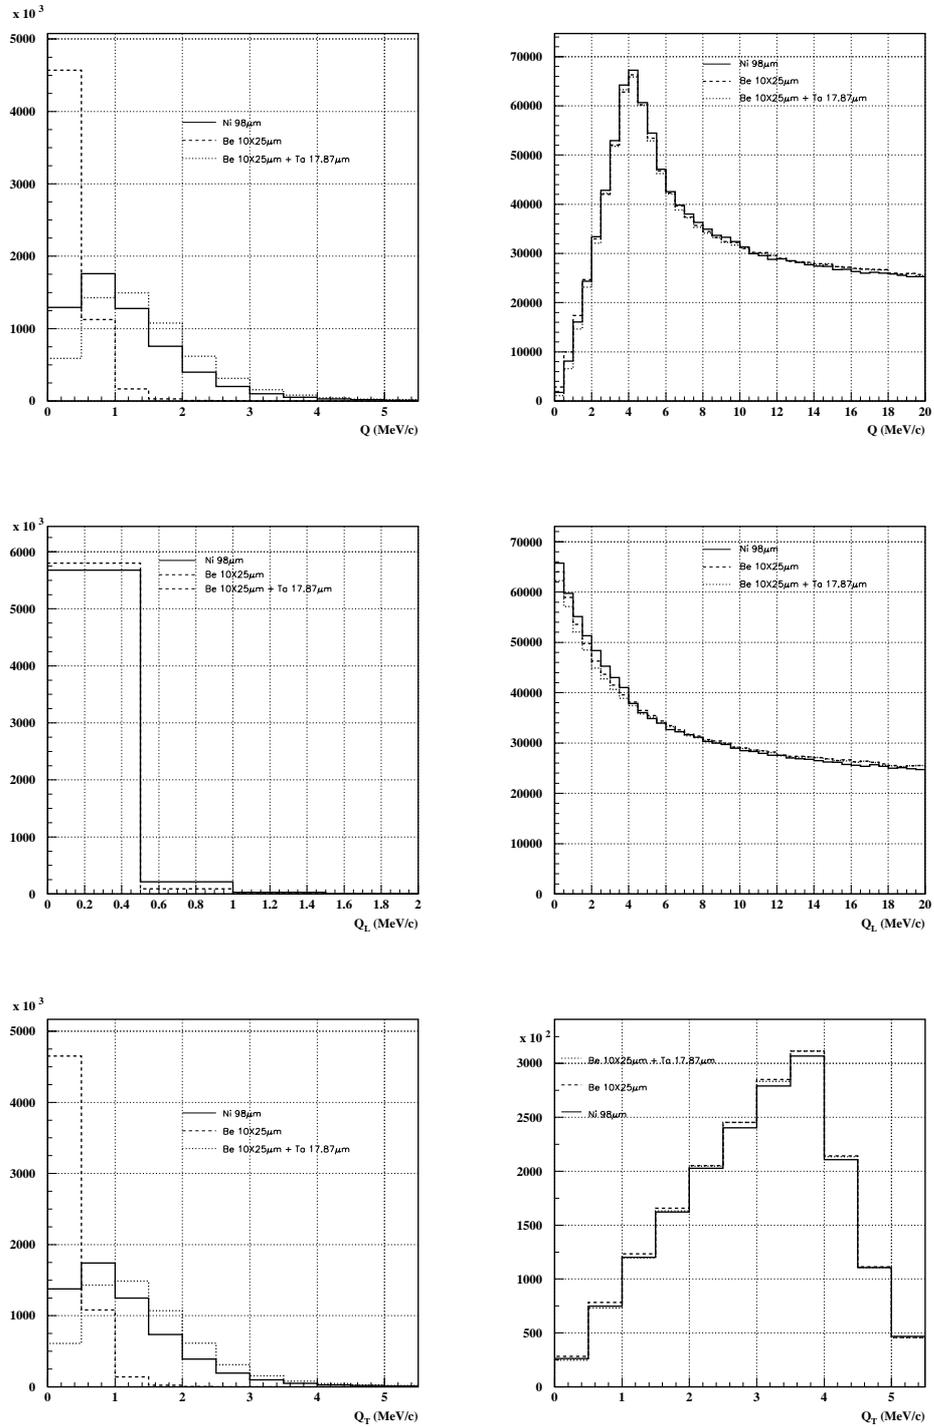 x 10 3
5000
4000
3000
2000
1000
0
Ni 98μm
Be 10X25μm
Be 10X25μm + Ta 17.87μm
0 1 2 3 4 5
Q (MeV/c)
70000
60000
50000
40000
30000
20000
10000
0
Ni 98μm
Be 10X25μm
Be 10X25μm + Ta 17.87μm
0 2 4 6 8 10 12 14 16 18 20
Q (MeV/c)
x 10 3
6000
5000
4000
3000
2000
1000
0
Ni 98μm
Be 10X25μm
Be 10X25μm + Ta 17.87μm
0 0.2 0.4 0.6 0.8 1 1.2 1.4 1.6 1.8 2
QL (MeV/c)
70000
60000
50000
40000
30000
20000
10000
0
Ni 98μm
Be 10X25μm
Be 10X25μm + Ta 17.87μm
0 2 4 6 8 10 12 14 16 18 20
QL (MeV/c)
x 10 3
5000
4000
3000
2000
1000
0
Ni 98μm
Be 10X25μm
Be 10X25μm + Ta 17.87μm
0 1 2 3 4 5
QT (MeV/c)
x 10 2
3000
2500
2000
1500
1000
500
0
Be 10X25μm + Ta 17.87μm
Be 10X25μm
Ni 98μm
0 1 2 3 4 5
QT (MeV/c)